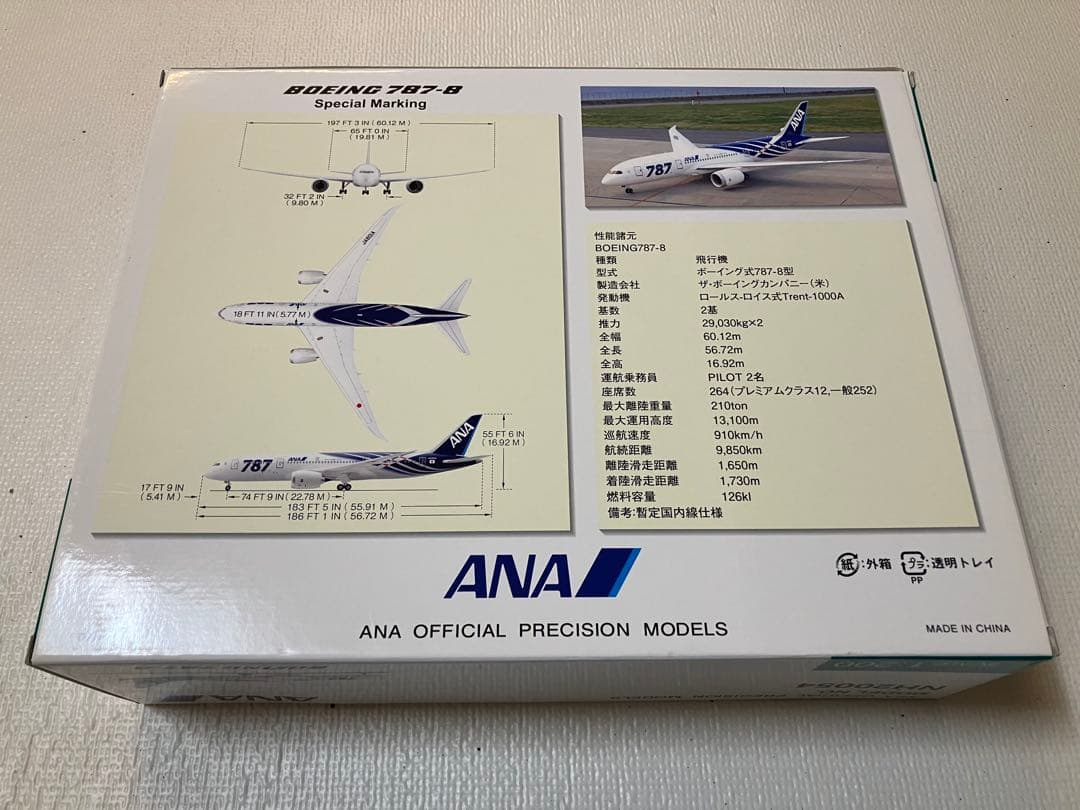 BOEING 787-8
Special Marking
197 FT 3 IN ( 60.12 M )
65 FT 0 IN
( 19.81 M )
32 FT 2 IN
( 9.80 M )
18 FT 11 IN ( 5.77 M )
787 ANA
ANA
55 FT 6 IN
( 16.92 M )
17 FT 9 IN
( 5.41 M )
74 FT 9 IN ( 22.78 M )
183 FT 5 IN ( 55.91 M )
186 FT 1 IN ( 56.72 M )
787 ANA
ANA
性能諸元
BOEING787-8
種類 飛行機
型式 ボーイング式787-8型
製造会社 ザ・ボーイングカンパニー(米)
発動機 ロールス-ロイス式Trent-1000A
基数 2基
推力 29,030kg×2
全幅 60.12m
全長 56.72m
全高 16.92m
運航乗務員 PILOT 2名
座席数 264(プレミアムクラス12,一般252)
最大離陸重量 210ton
最大運用高度 13,100m
巡航速度 910km/h
航続距離 9,850km
離陸滑走距離 1,650m
着陸滑走距離 1,730m
燃料容量 126kl
備考:暫定国内線仕様
ANA
紙:外箱 プラ:透明トレイ
PP
ANA OFFICIAL PRECISION MODELS
MADE IN CHINA
ANA
NH20054